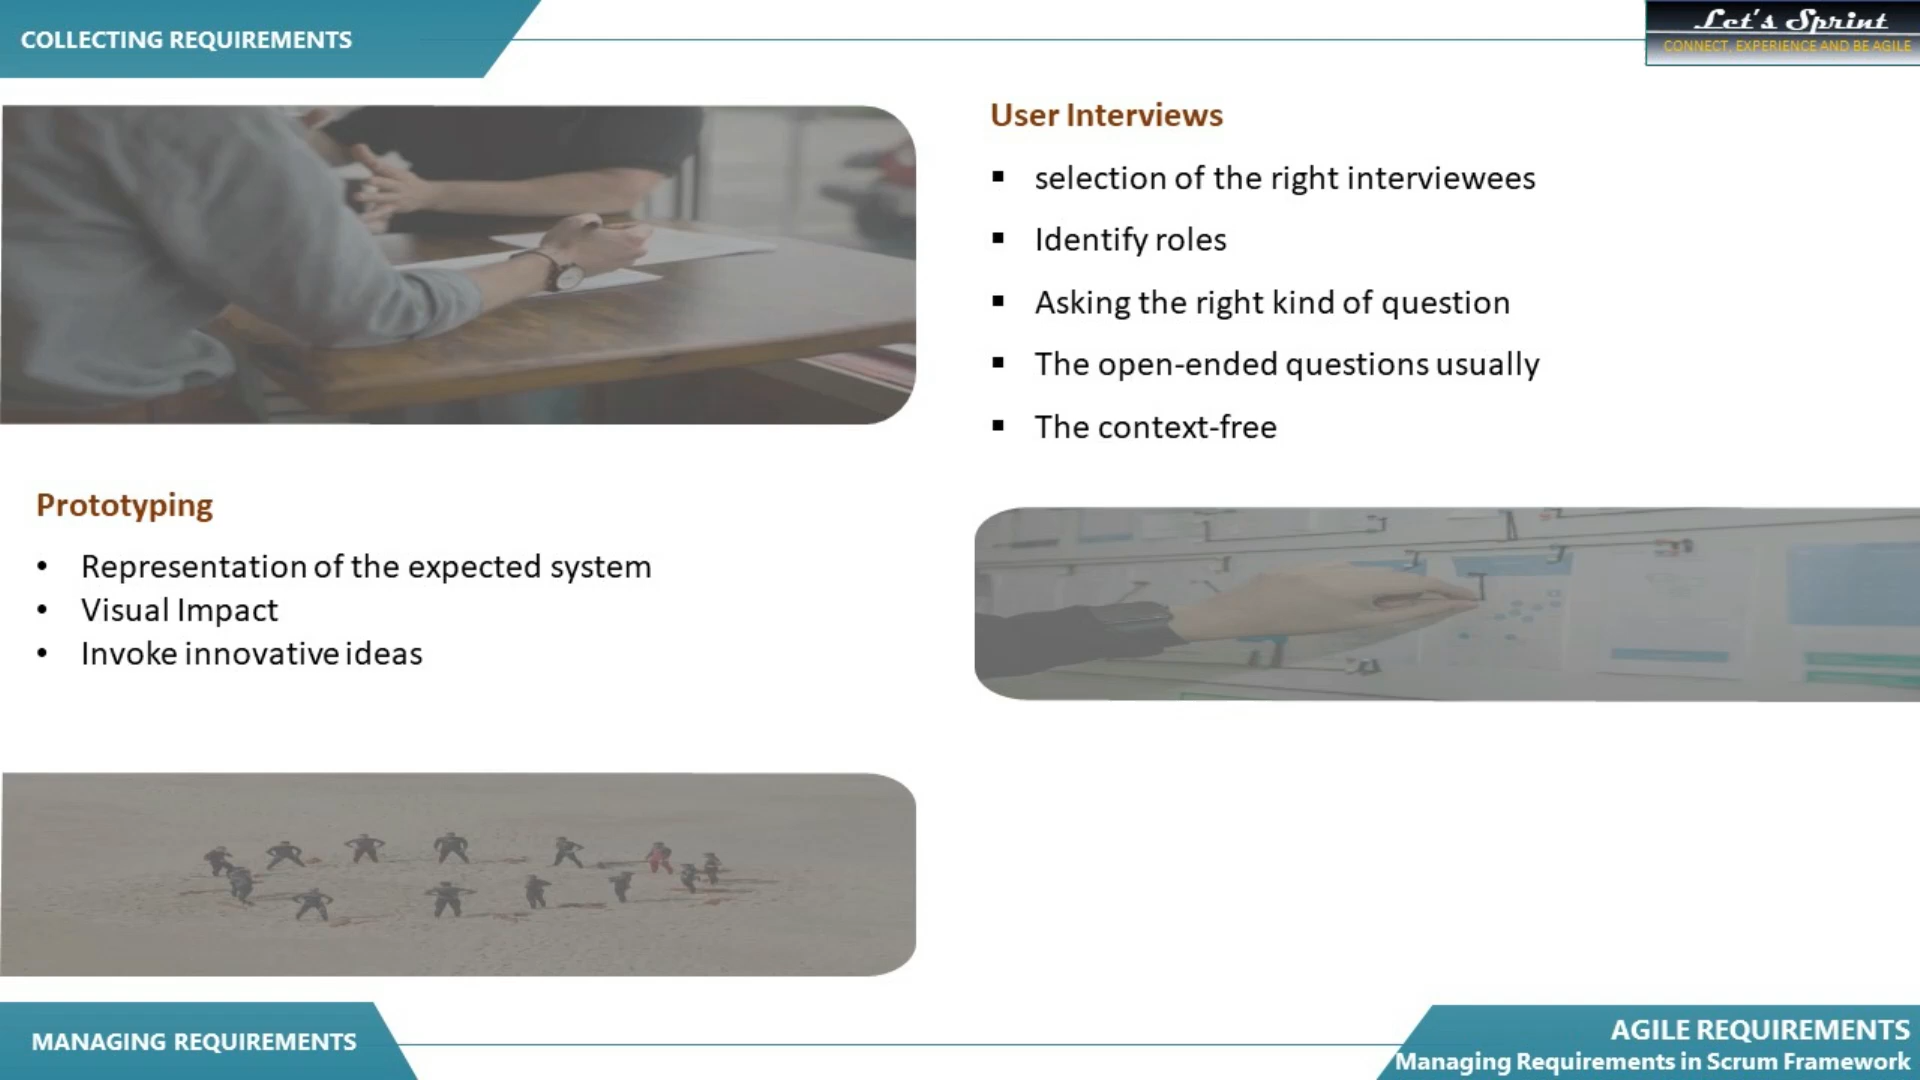 COLLECTING REQUIREMENTS
Let's Sprint
CONNECT, EXPERIENCE AND BE AGILE
User Interviews
selection of the right interviewees
Identify roles
Asking the right kind of question
The open-ended questions usually
The context-free
Prototyping
Representation of the expected system
Visual Impact
Invoke innovative ideas
MANAGING REQUIREMENTS
AGILE REQUIREMENTS
Managing Requirements in Scrum Framework